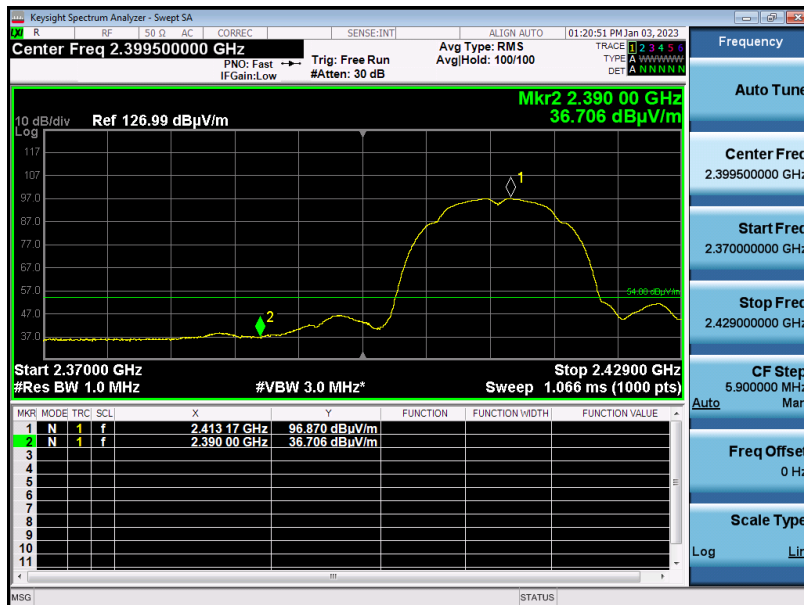 Keysight Spectrum Analyzer - Swept SA
LXI R RF 50 Ω AC CORREC SENSE:INT ALIGN AUTO 01:20:51 PM Jan 03, 2023
Center Freq 2.399500000 GHz
PNO: Fast
IFGain:Low
Trig: Free Run
#Atten: 30 dB
Avg Type: RMS
Avg|Hold: 100/100
TRACE 1 2 3 4 5 6
TYPE A W W W W W
DET A N N N N N
Mkr2 2.390 00 GHz
36.706 dBµV/m
10 dB/div
Log
Ref 126.99 dBµV/m
117
107
97.0
87.0
77.0
67.0
57.0
47.0
37.0
1
2
54.00 dBµV/m
Start 2.37000 GHz
Stop 2.42900 GHz
#Res BW 1.0 MHz
#VBW 3.0 MHz*
Sweep 1.066 ms (1000 pts)
MKR MODE TRC SCL X Y FUNCTION FUNCTION WIDTH FUNCTION VALUE
1 N 1 f 2.413 17 GHz 96.870 dBµV/m
2 N 1 f 2.390 00 GHz 36.706 dBµV/m
3
4
5
6
7
8
9
10
11
MSG
STATUS
Frequency
Auto Tune
Center Freq
2.399500000 GHz
Start Freq
2.370000000 GHz
Stop Freq
2.429000000 GHz
CF Step
5.900000 MHz
Auto Man
Freq Offset
0 Hz
Scale Type
Log Lin